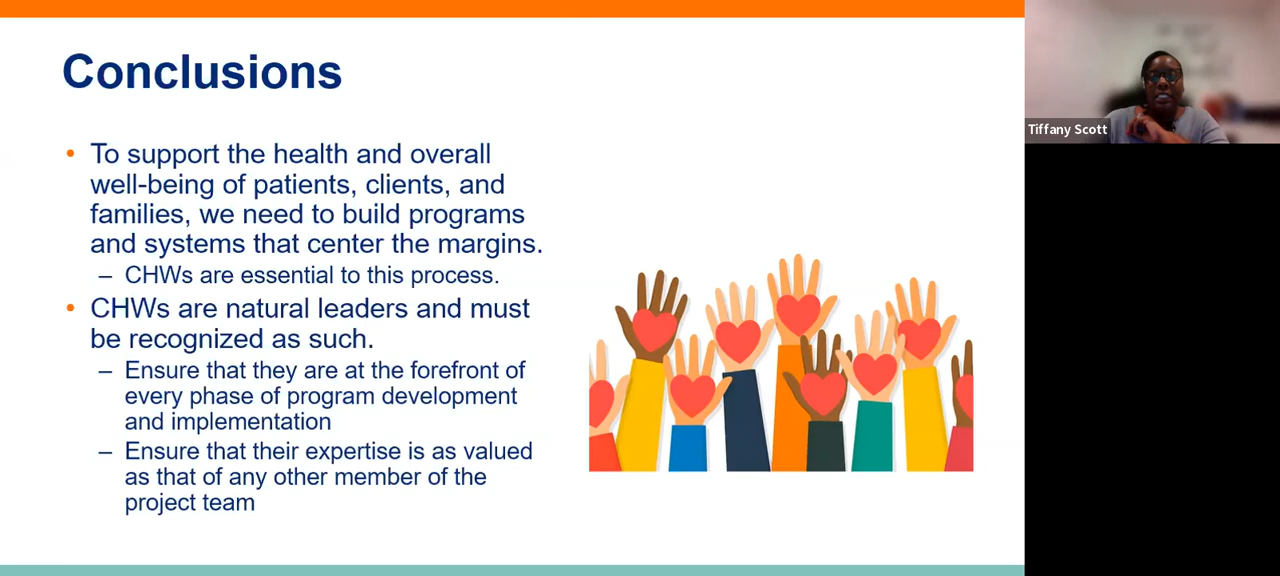 Conclusions
• To support the health and overall
well-being of patients, clients, and
families, we need to build programs
and systems that center the margins.
– CHWs are essential to this process.
• CHWs are natural leaders and must
be recognized as such.
– Ensure that they are at the forefront of
every phase of program development
and implementation
– Ensure that their expertise is as valued
as that of any other member of the
project team
Tiffany Scott